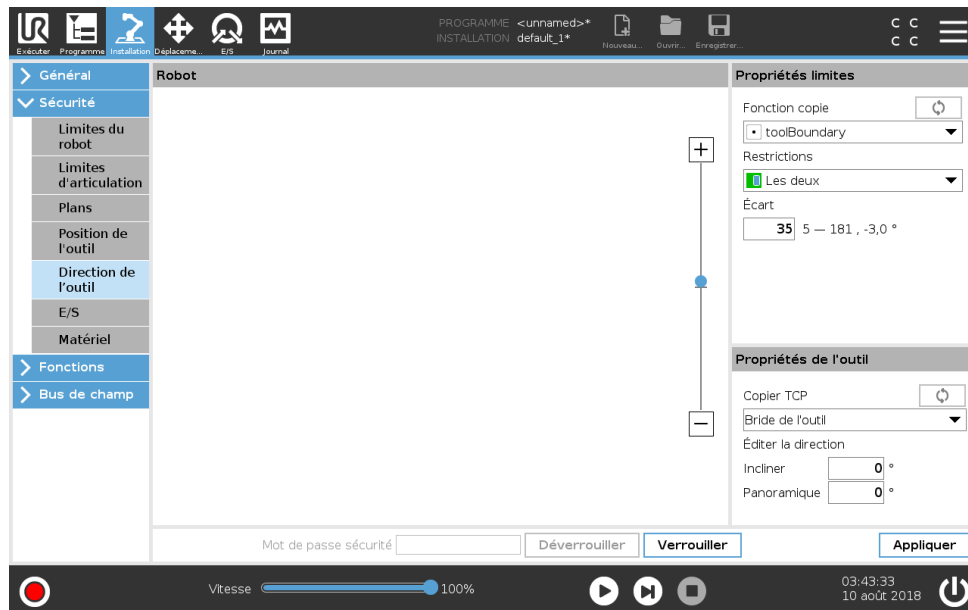 UR
Exécuter
Programme
Installation
Déplaceme...
E/S
Journal
PROGRAMME <unnamed>*
INSTALLATION default_1*
Nouveau...
Ouvrir...
Enregistrer...
C C
C C
Général
Sécurité
Limites du
robot
Limites
d'articulation
Plans
Position de
l'outil
Direction de
l'outil
E/S
Matériel
Fonctions
Bus de champ
Robot
Propriétés limites
Fonction copie
toolBoundary
Restrictions
Les deux
Écart
35 5 — 181 , -3,0 °
Propriétés de l'outil
Copier TCP
Bride de l'outil
Éditer la direction
Incliner 0 °
Panoramique 0 °
Mot de passe sécurité
Déverrouiller
Verrouiller
Appliquer
Vitesse 100%
03:43:33
10 août 2018